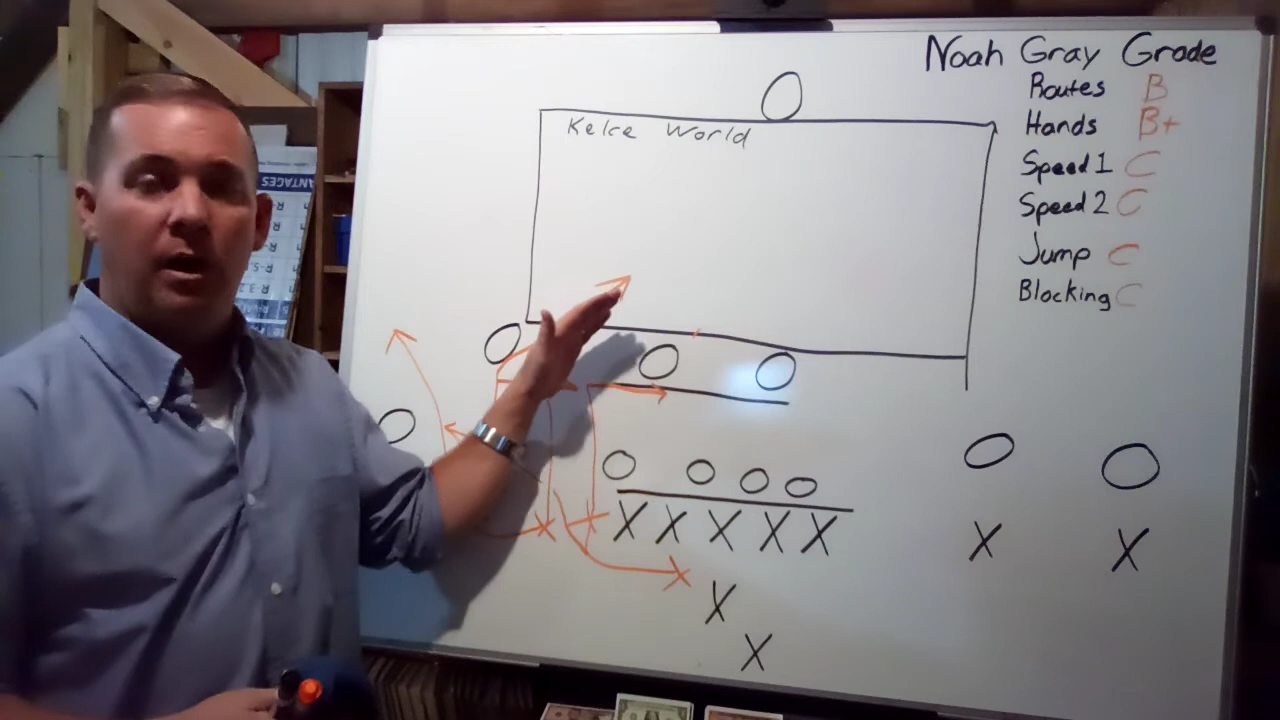 Noah Gray Grade
Routes B
Hands B+
Speed 1 C
Speed 2 C
Jump C
Blocking C
Kelce World
X X X X X
X
X
X
X